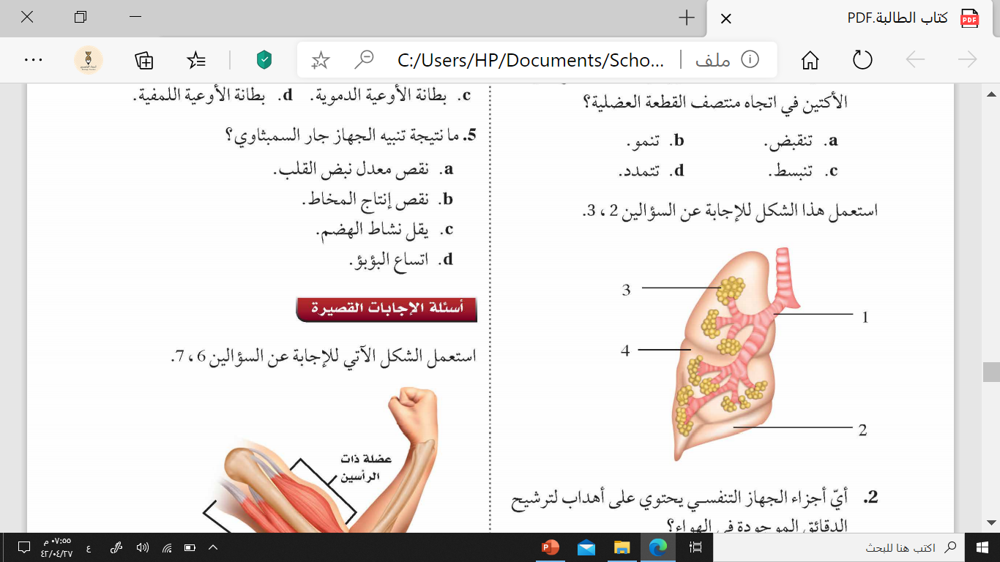 كتاب الطالبة.PDF
PDF
ملف
C:/Users/HP/Documents/Scho...
الأكتين في اتجاه منتصف القطعة العضلية؟
a. تنقبض. b. تنمو.
c. تنبسط. d. تتمدد.
استعمل هذا الشكل للإجابة عن السؤالين 2 ، 3.
3
1
4
2
2. أيّ أجزاء الجهاز التنفسي يحتوي على أهداب لترشيح
الدقائق الموجودة في الهواء؟
c. بطانة الأوعية الدموية. d. بطانة الأوعية اللمفية.
5. ما نتيجة تنبيه الجهاز جار السمبثاوي؟
a. نقص معدل نبض القلب.
b. نقص إنتاج المخاط.
c. يقل نشاط الهضم.
d. اتساع البؤبؤ.
أسئلة الإجابات القصيرة
استعمل الشكل الآتي للإجابة عن السؤالين 6 ، 7.
عضلة ذات
الرأسين
اكتب هنا للبحث
ع
٠٧:٥٥ م
٤٢/٠٤/٢٧